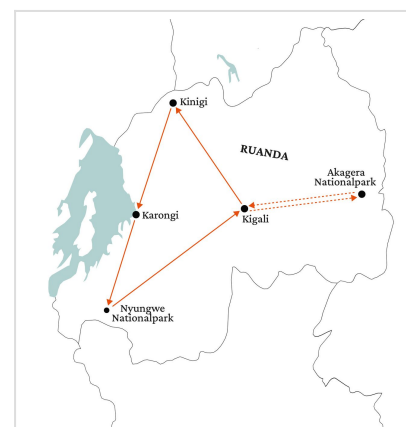 Kinigi
RUANDA
Akagera
Nationalpark
Karongi
Kigali
Nyungwe
Nationalpark